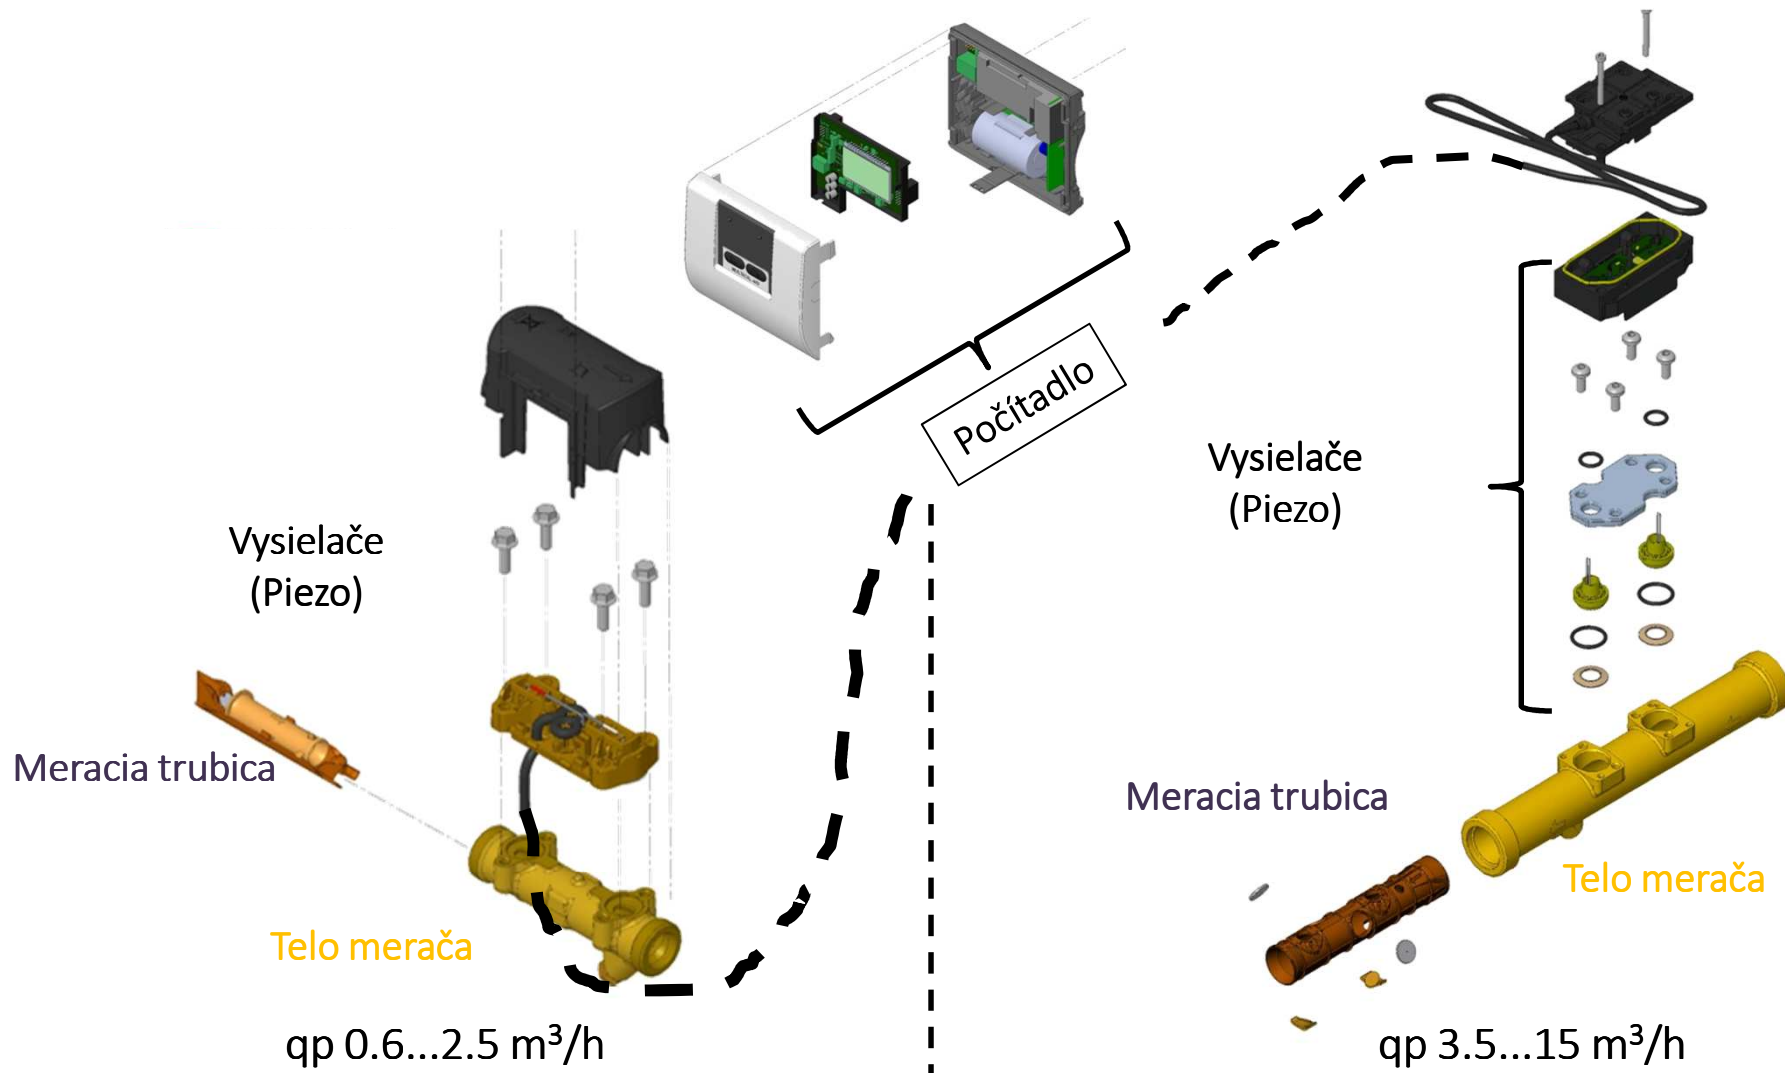 Počítadlo
Vysielače
(Piezo)
Meracia trubica
Telo merača
qp 0.6...2.5 m³/h
Vysielače
(Piezo)
Meracia trubica
Telo merača
qp 3.5...15 m³/h